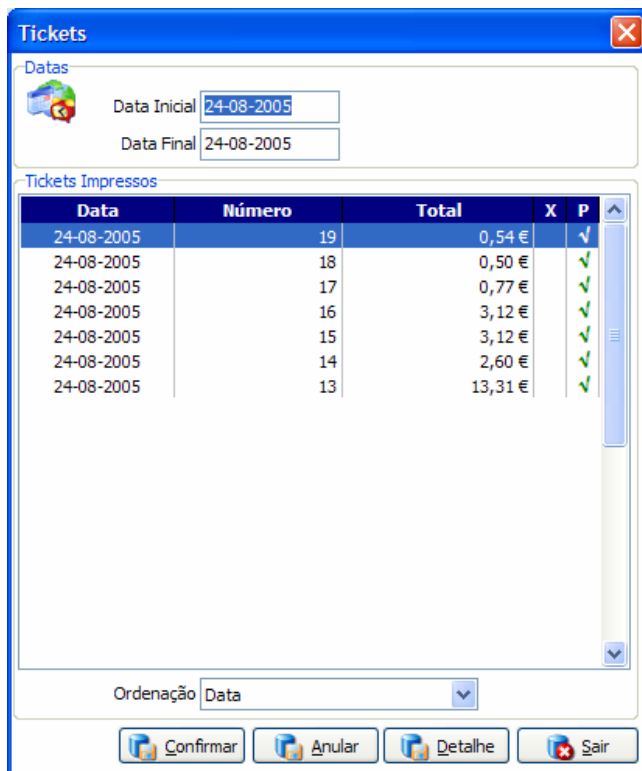 Tickets
Datas
Data Inicial 24-08-2005
Data Final 24-08-2005
Tickets Impressos
Data Número Total X P
24-08-2005 19 0,54 € √
24-08-2005 18 0,50 € √
24-08-2005 17 0,77 € √
24-08-2005 16 3,12 € √
24-08-2005 15 3,12 € √
24-08-2005 14 2,60 € √
24-08-2005 13 13,31 € √
Ordenação Data
Confirmar Anular Detalhe Sair